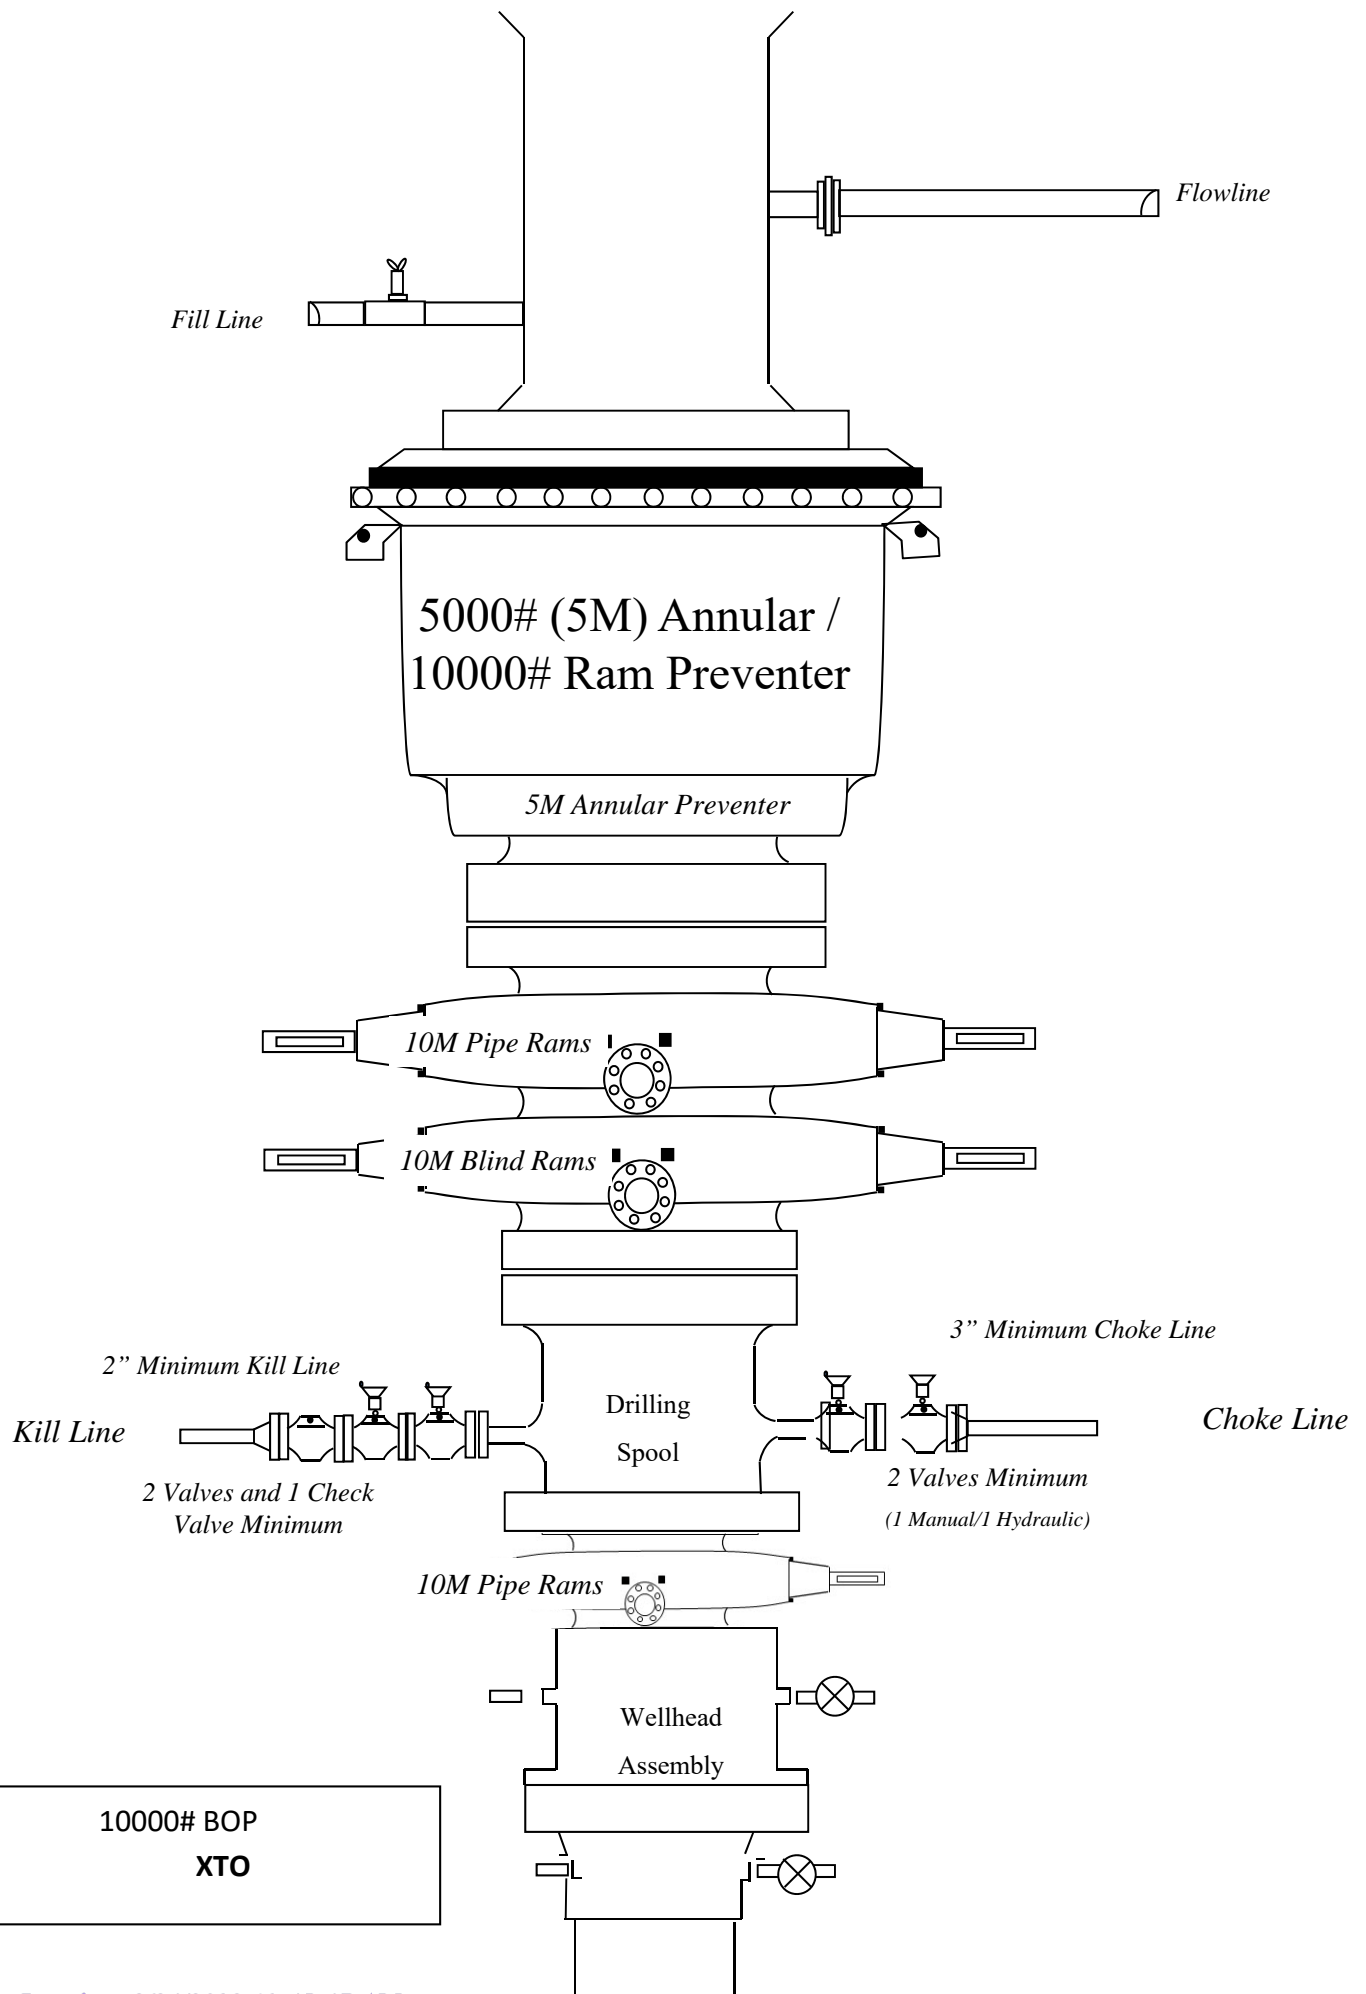 Flowline
Fill Line
5000# (5M) Annular /
10000# Ram Preventer
5M Annular Preventer
10M Pipe Rams
10M Blind Rams
3” Minimum Choke Line
2” Minimum Kill Line
Drilling
Spool
Kill Line
Choke Line
2 Valves and 1 Check
Valve Minimum
2 Valves Minimum
(1 Manual/1 Hydraulic)
10M Pipe Rams
Wellhead
Assembly
10000# BOP
XTO